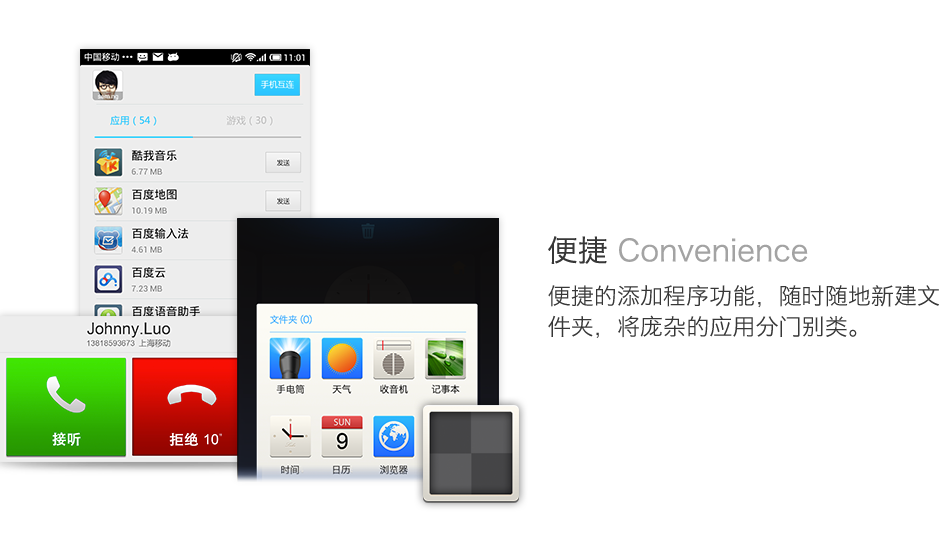 中国移动 ••• 11:01
手机互连
应用 ( 54 )
游戏 ( 30 )
酷我音乐
6.77 MB
发送
百度地图
10.19 MB
发送
百度输入法
4.61 MB
百度云
7.23 MB
百度语音助手
Johnny.Luo
13818593673 上海移动
接听
拒绝 10"
文件夹 (0)
手电筒
天气
收音机
记事本
SUN
9
时间
日历
浏览器
便捷 Convenience
便捷的添加程序功能，随时随地新建文
件夹，将庞杂的应用分门别类。